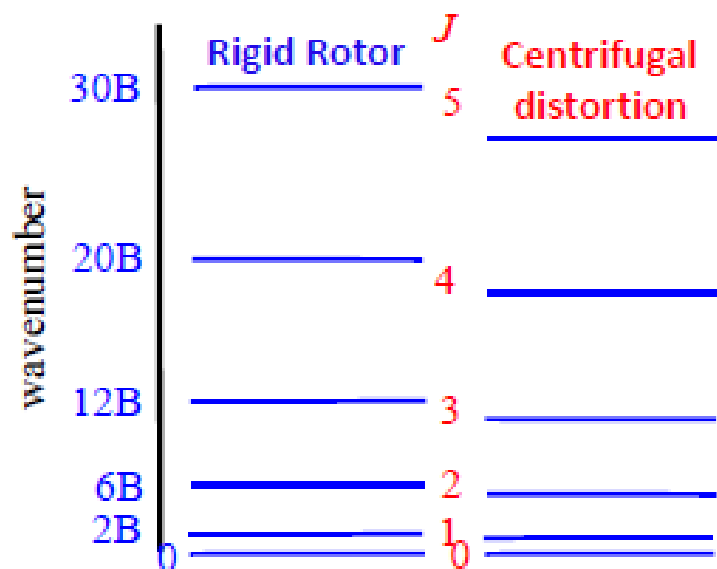 Rigid Rotor
J
Centrifugal
distortion
30B
5
20B
4
12B
3
6B
2
2B
1
0
0
wavenumber